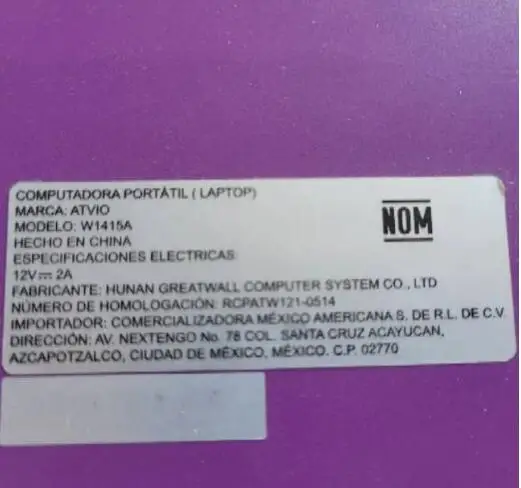 COMPUTADORA PORTÁTIL ( LAPTOP)
MARCA: ATVIO
MODELO: W1415A
HECHO EN CHINA
ESPECIFICACIONES ELECTRICAS
12V⎓ 2A
FABRICANTE: HUNAN GREATWALL COMPUTER SYSTEM CO., LTD
NÚMERO DE HOMOLOGACIÓN: RCPATW121-0514
IMPORTADOR: COMERCIALIZADORA MÉXICO AMERICANA S. DE R.L. DE C.V
DIRECCIÓN: AV. NEXTENGO No. 78 COL. SANTA CRUZ ACAYUCAN,
AZCAPOTZALCO, CIUDAD DE MÉXICO, MÉXICO. C.P. 02770
NOM